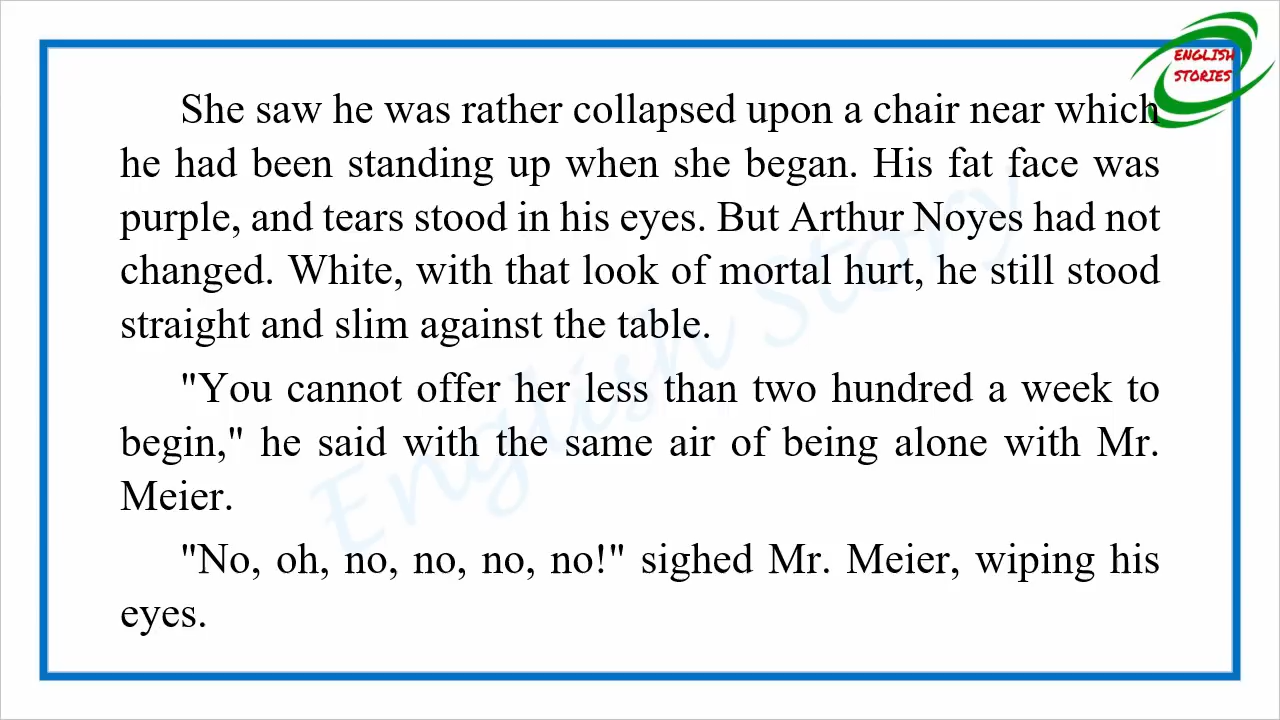 ENGLISH
STORIES
She saw he was rather collapsed upon a chair near which
he had been standing up when she began. His fat face was
purple, and tears stood in his eyes. But Arthur Noyes had not
changed. White, with that look of mortal hurt, he still stood
straight and slim against the table.
"You cannot offer her less than two hundred a week to
begin," he said with the same air of being alone with Mr.
Meier.
"No, oh, no, no, no, no!" sighed Mr. Meier, wiping his
eyes.
English Story